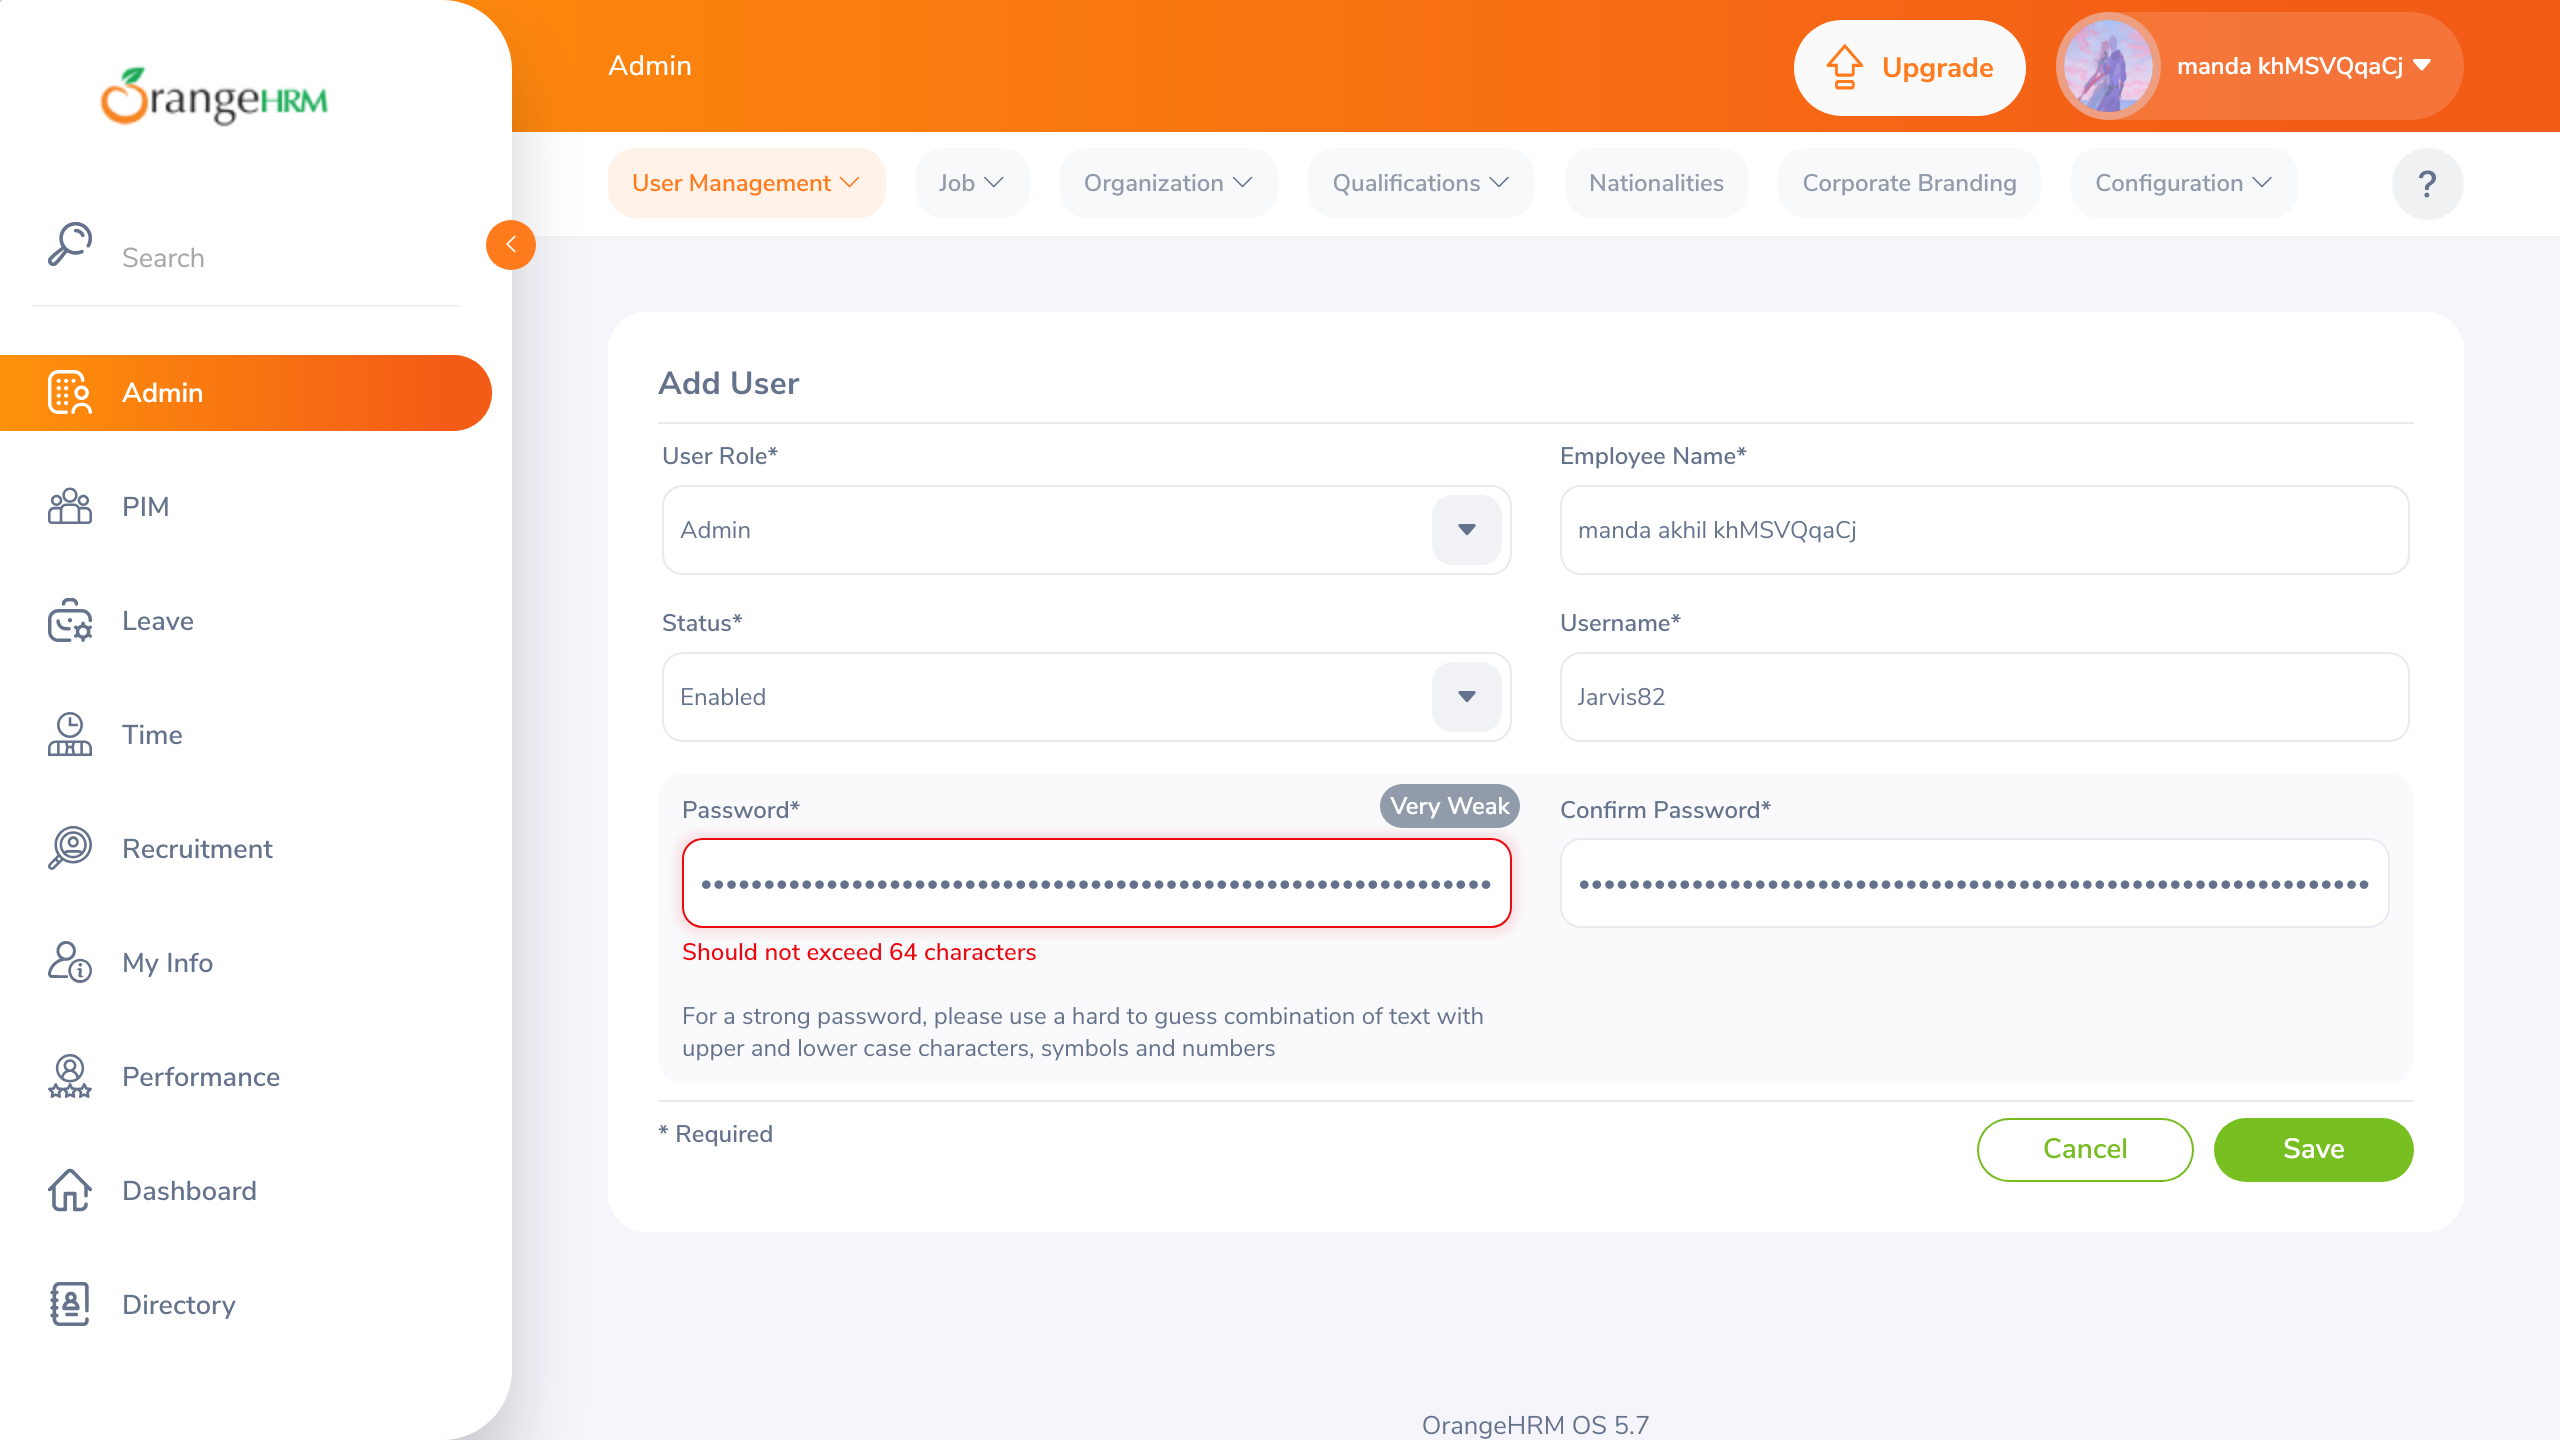 OrangeHRM
Search
Admin
PIM
Leave
Time
Recruitment
My Info
Performance
Dashboard
Directory
Admin
Upgrade
manda khMSVQqaCj
User Management
Job
Organization
Qualifications
Nationalities
Corporate Branding
Configuration
?
Add User
User Role*
Admin
Employee Name*
manda akhil khMSVQqaCj
Status*
Enabled
Username*
Jarvis82
Password*
Very Weak
Should not exceed 64 characters
For a strong password, please use a hard to guess combination of text with
upper and lower case characters, symbols and numbers
Confirm Password*
* Required
Cancel
Save
OrangeHRM OS 5.7